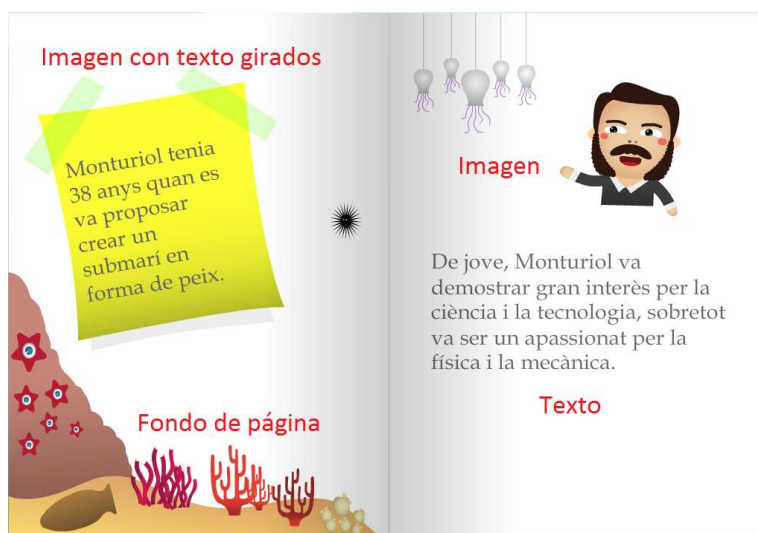 Imagen con texto girados
Monturiol tenia
38 anys quan es
va proposar
crear un
submarí en
forma de peix.
Fondo de página
Imagen
De jove, Monturiol va
demostrar gran interès per la
ciència i la tecnologia, sobretot
va ser un apassionat per la
física i la mecànica.
Texto